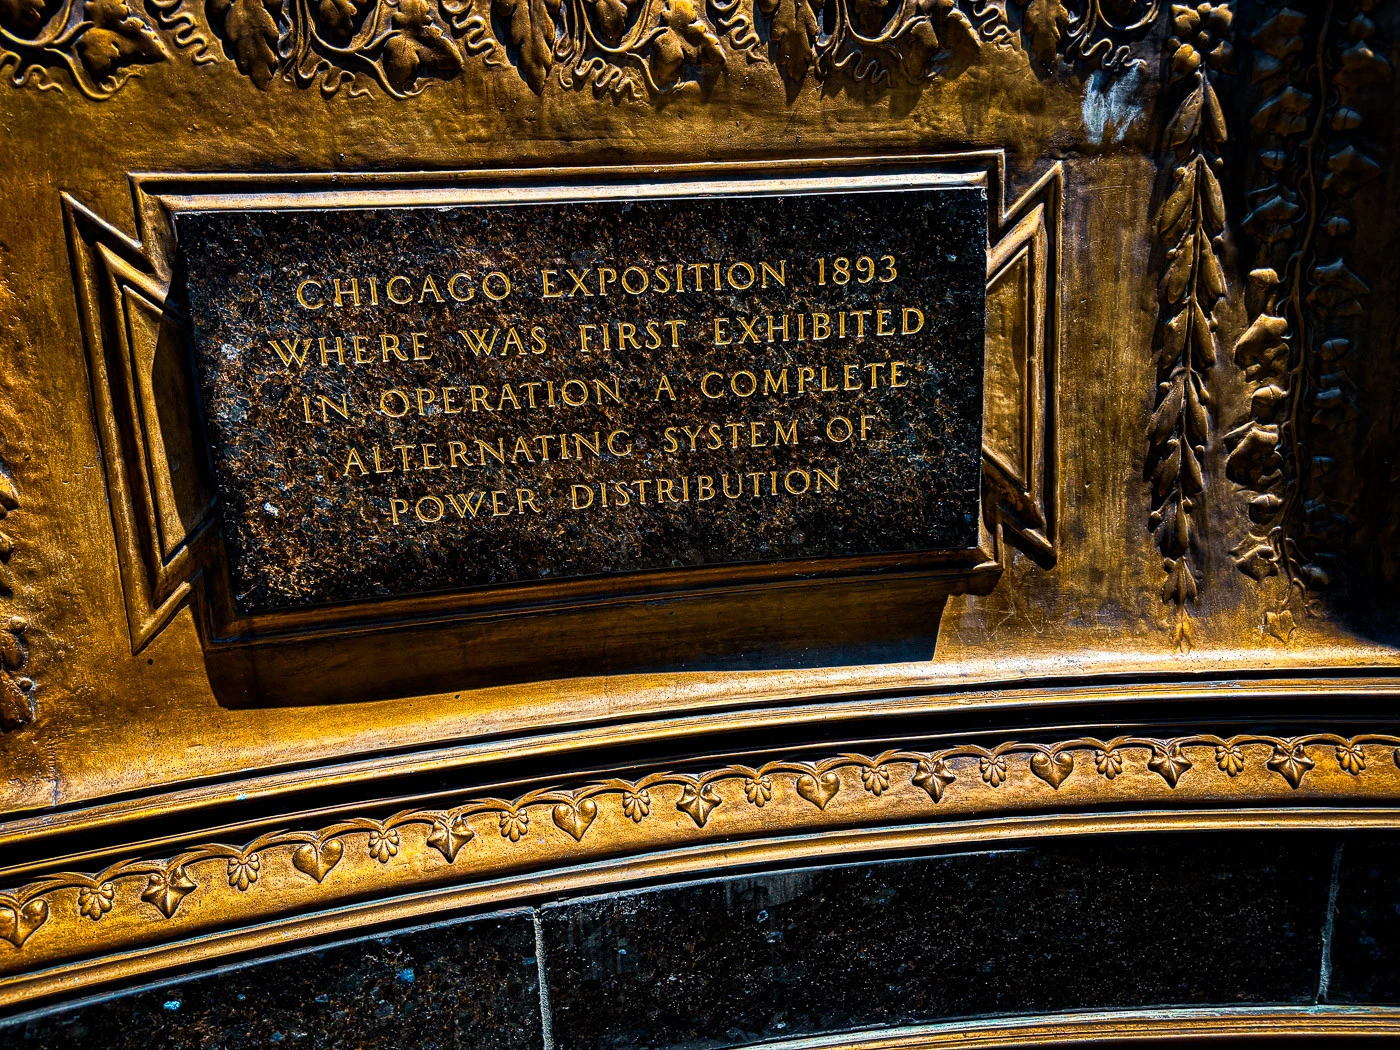 CHICAGO EXPOSITION 1893
WHERE WAS FIRST EXHIBITED
IN OPERATION A COMPLETE
ALTERNATING SYSTEM OF
POWER DISTRIBUTION